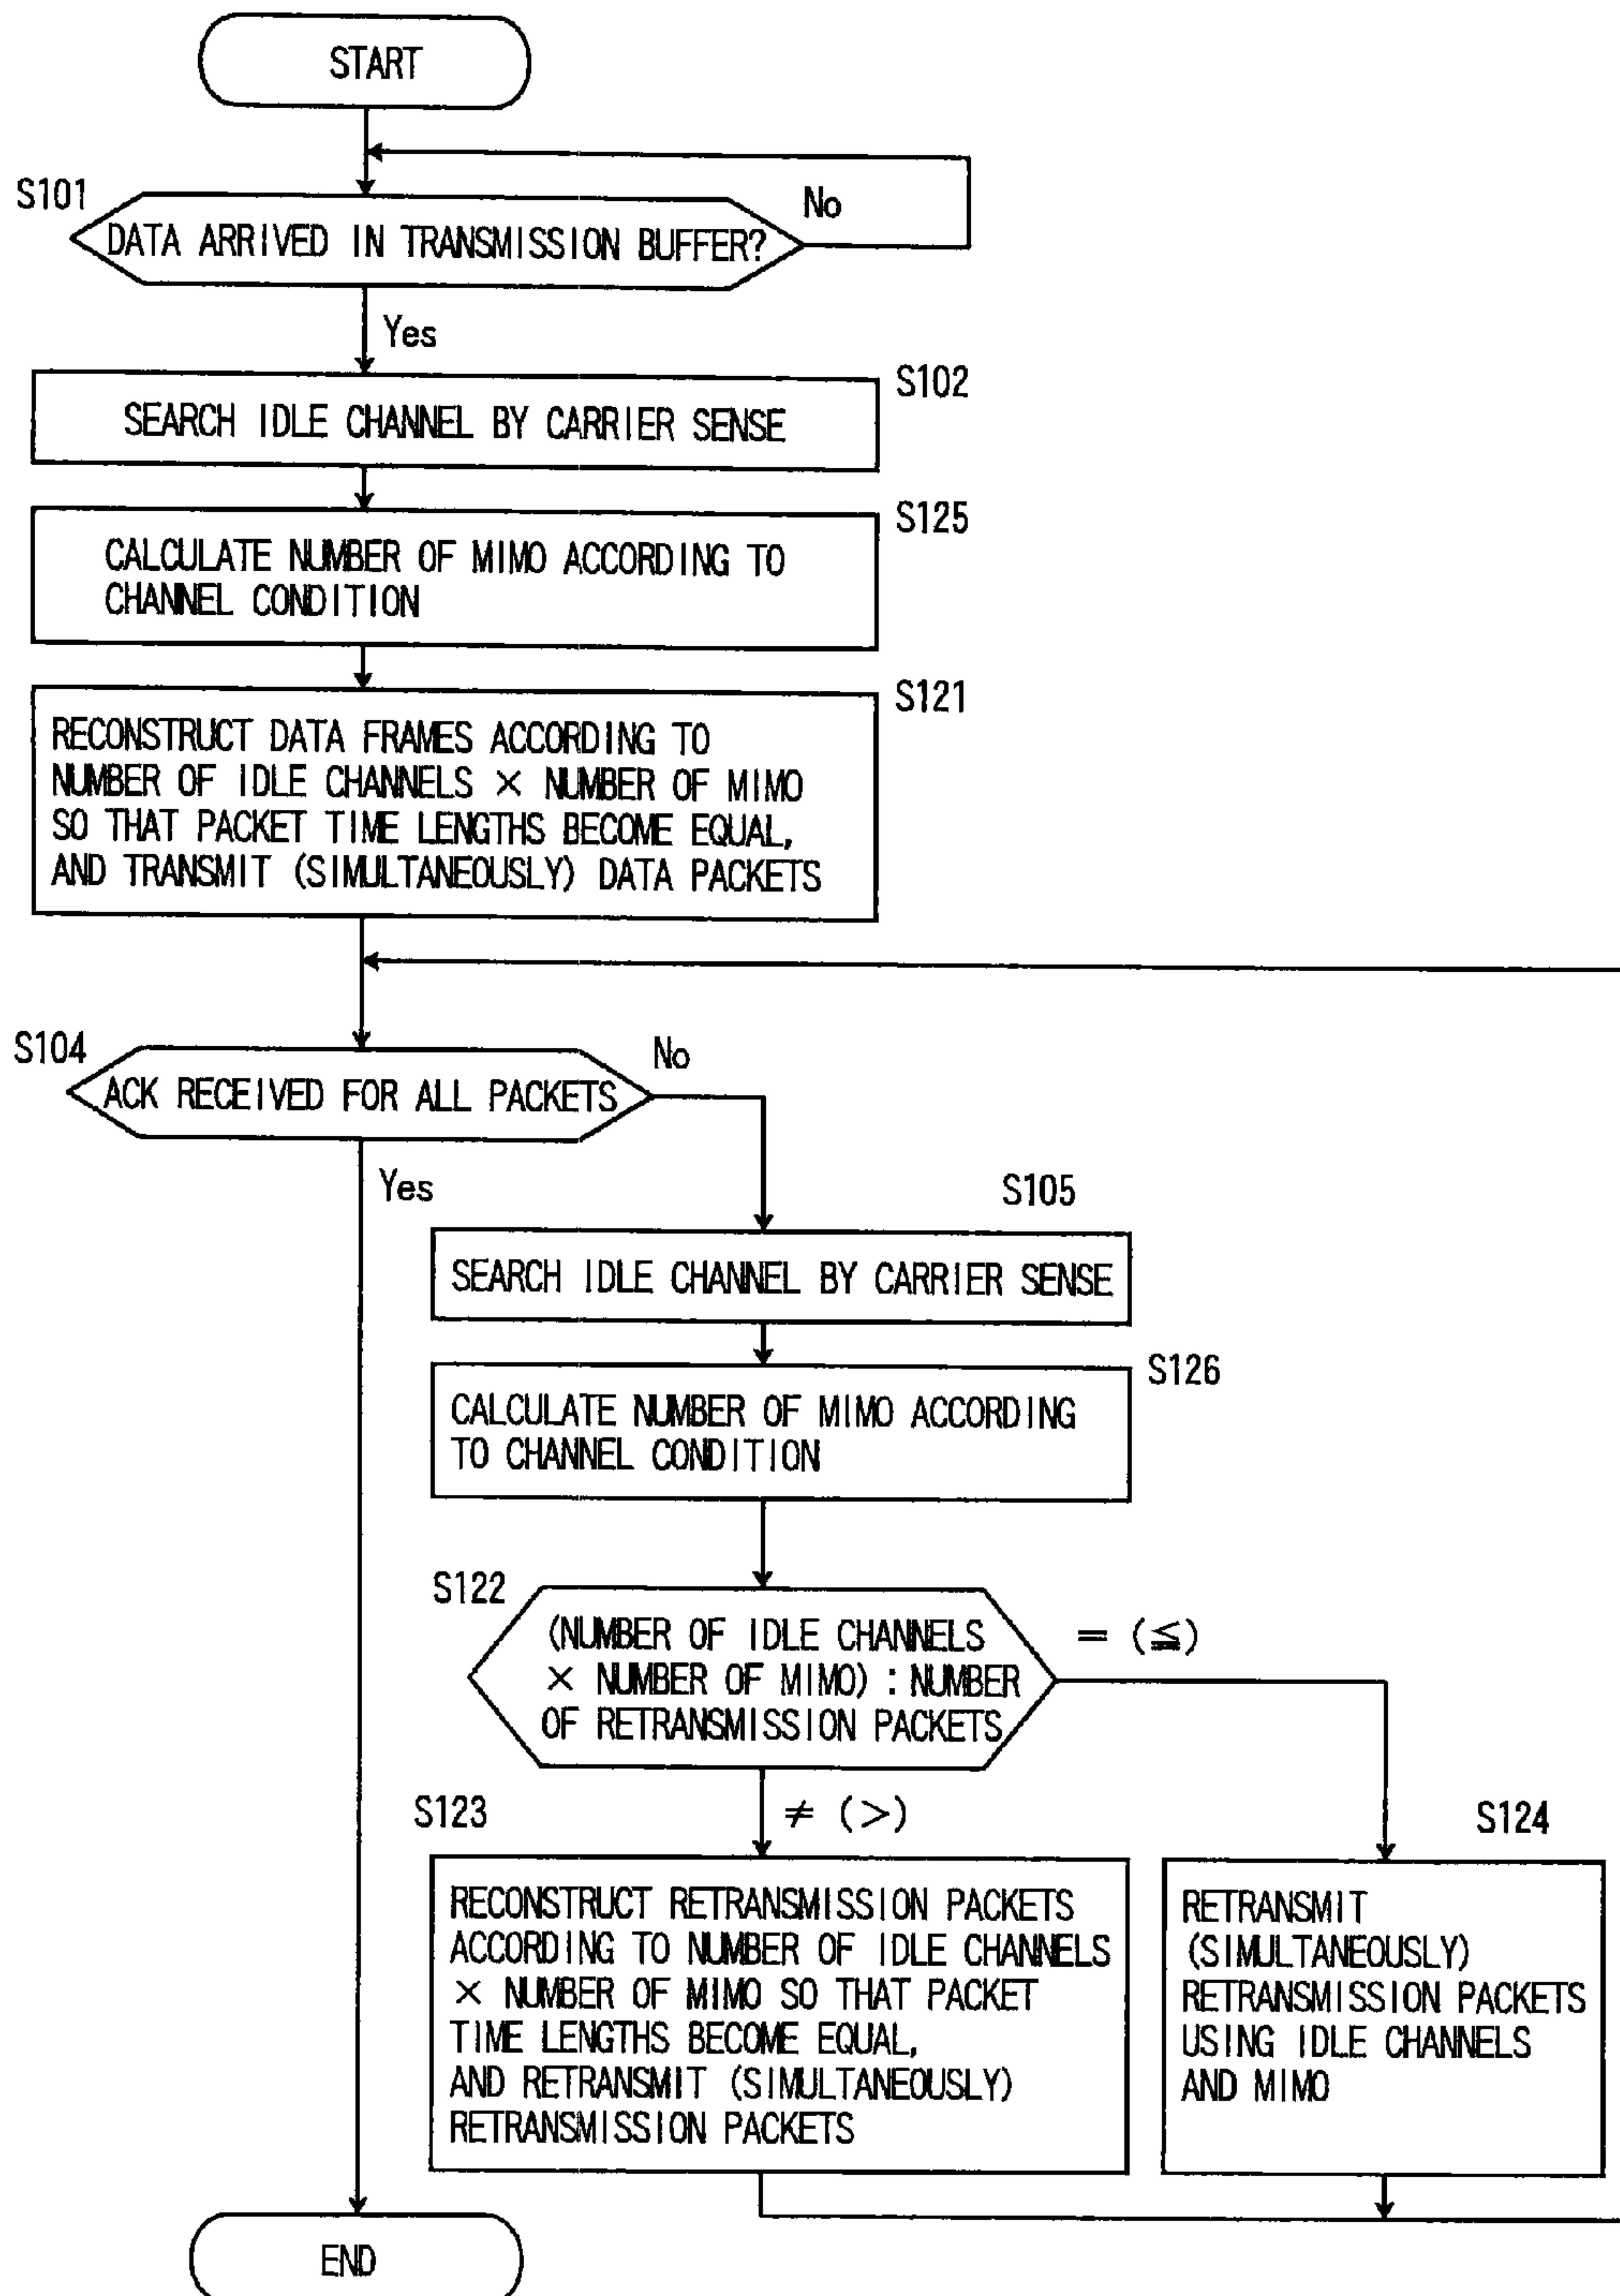 START
S101
DATA ARRIVED IN TRANSMISSION BUFFER?
No
Yes
S102
SEARCH IDLE CHANNEL BY CARRIER SENSE
S125
CALCULATE NUMBER OF MIMO ACCORDING TO
CHANNEL CONDITION
S121
RECONSTRUCT DATA FRAMES ACCORDING TO
NUMBER OF IDLE CHANNELS × NUMBER OF MIMO
SO THAT PACKET TIME LENGTHS BECOME EQUAL,
AND TRANSMIT (SIMULTANEOUSLY) DATA PACKETS
S104
ACK RECEIVED FOR ALL PACKETS
No
Yes
S105
SEARCH IDLE CHANNEL BY CARRIER SENSE
S126
CALCULATE NUMBER OF MIMO ACCORDING
TO CHANNEL CONDITION
S122
(NUMBER OF IDLE CHANNELS
× NUMBER OF MIMO) : NUMBER
OF RETRANSMISSION PACKETS
= (≦)
≠ (>)
S123
RECONSTRUCT RETRANSMISSION PACKETS
ACCORDING TO NUMBER OF IDLE CHANNELS
× NUMBER OF MIMO SO THAT PACKET
TIME LENGTHS BECOME EQUAL,
AND RETRANSMIT (SIMULTANEOUSLY)
RETRANSMISSION PACKETS
S124
RETRANSMIT
(SIMULTANEOUSLY)
RETRANSMISSION PACKETS
USING IDLE CHANNELS
AND MIMO
END